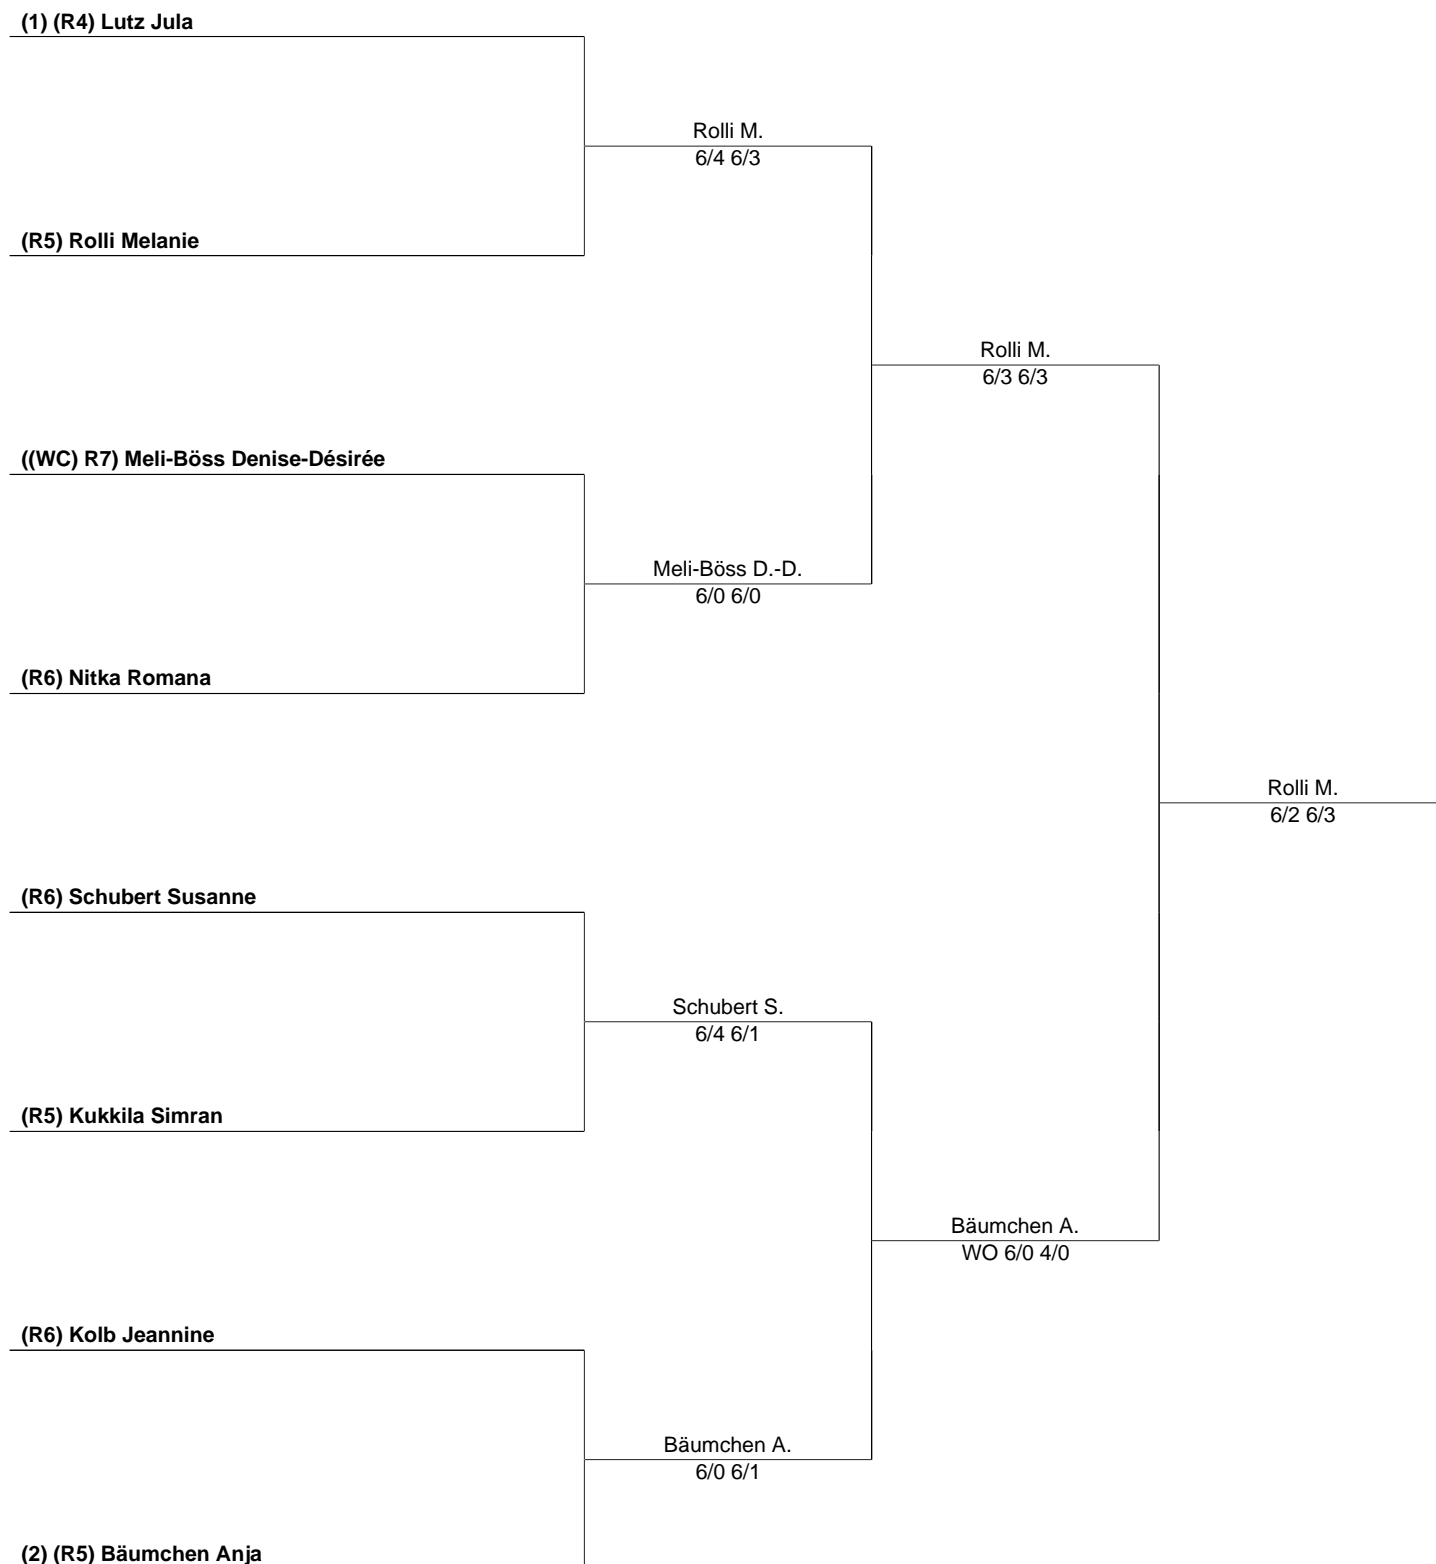 (1) (R4) Lutz Jula
Rolli M.
6/4 6/3
(R5) Rolli Melanie
Rolli M.
6/3 6/3
((WC) R7) Meli-Böss Denise-Désirée
Meli-Böss D.-D.
6/0 6/0
(R6) Nitka Romana
Rolli M.
6/2 6/3
(R6) Schubert Susanne
Schubert S.
6/4 6/1
(R5) Kukkila Simran
Bäumchen A.
WO 6/0 4/0
(R6) Kolb Jeannine
Bäumchen A.
6/0 6/1
(2) (R5) Bäumchen Anja